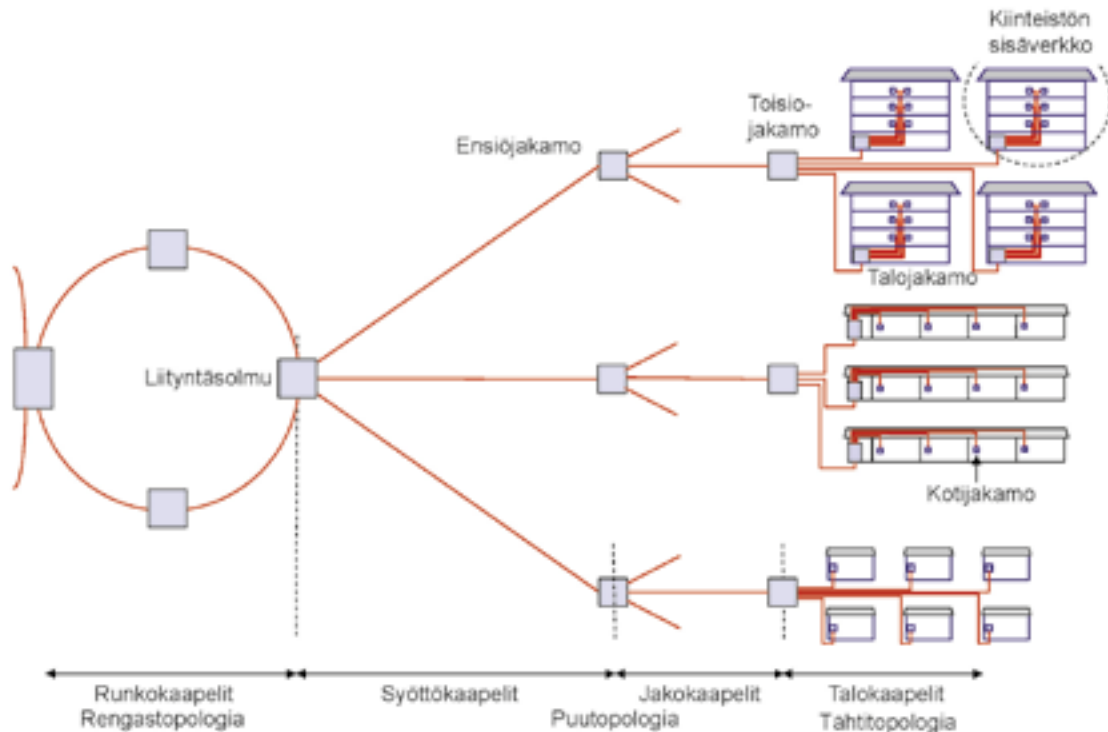 Kiinteistön
sisäverkko
Toisio-
jakamo
Ensiöjakamo
Talojakamo
Liityntäsolmu
Kotijakamo
Runkokaapelit
Syöttökaapelit
Jakokaapelit
Talokaapelit
Rengastopologia
Puutopologia
Tähtitopologia